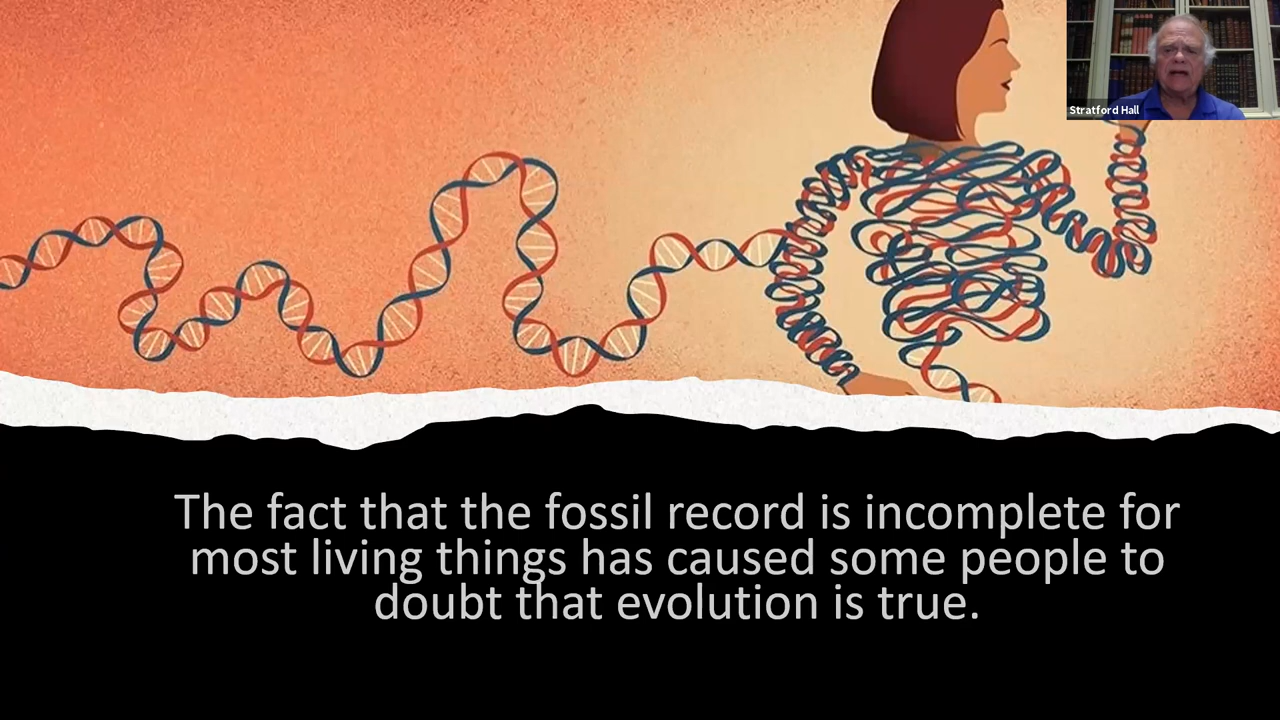 Stratford Hall
The fact that the fossil record is incomplete for
most living things has caused some people to
doubt that evolution is true.